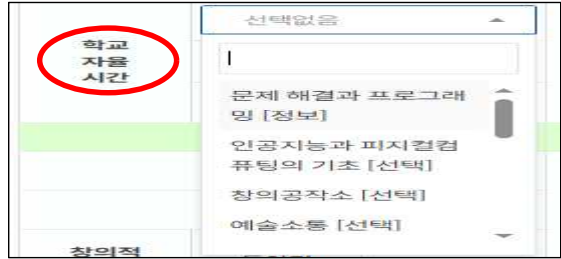 선택없음
학교
자율
시간
문제 해결과 프로그래
밍 [정보]
인공지능과 피지컬컴
퓨팅의 기초 [선택]
창의공작소 [선택]
예술소통 [선택]
창의적